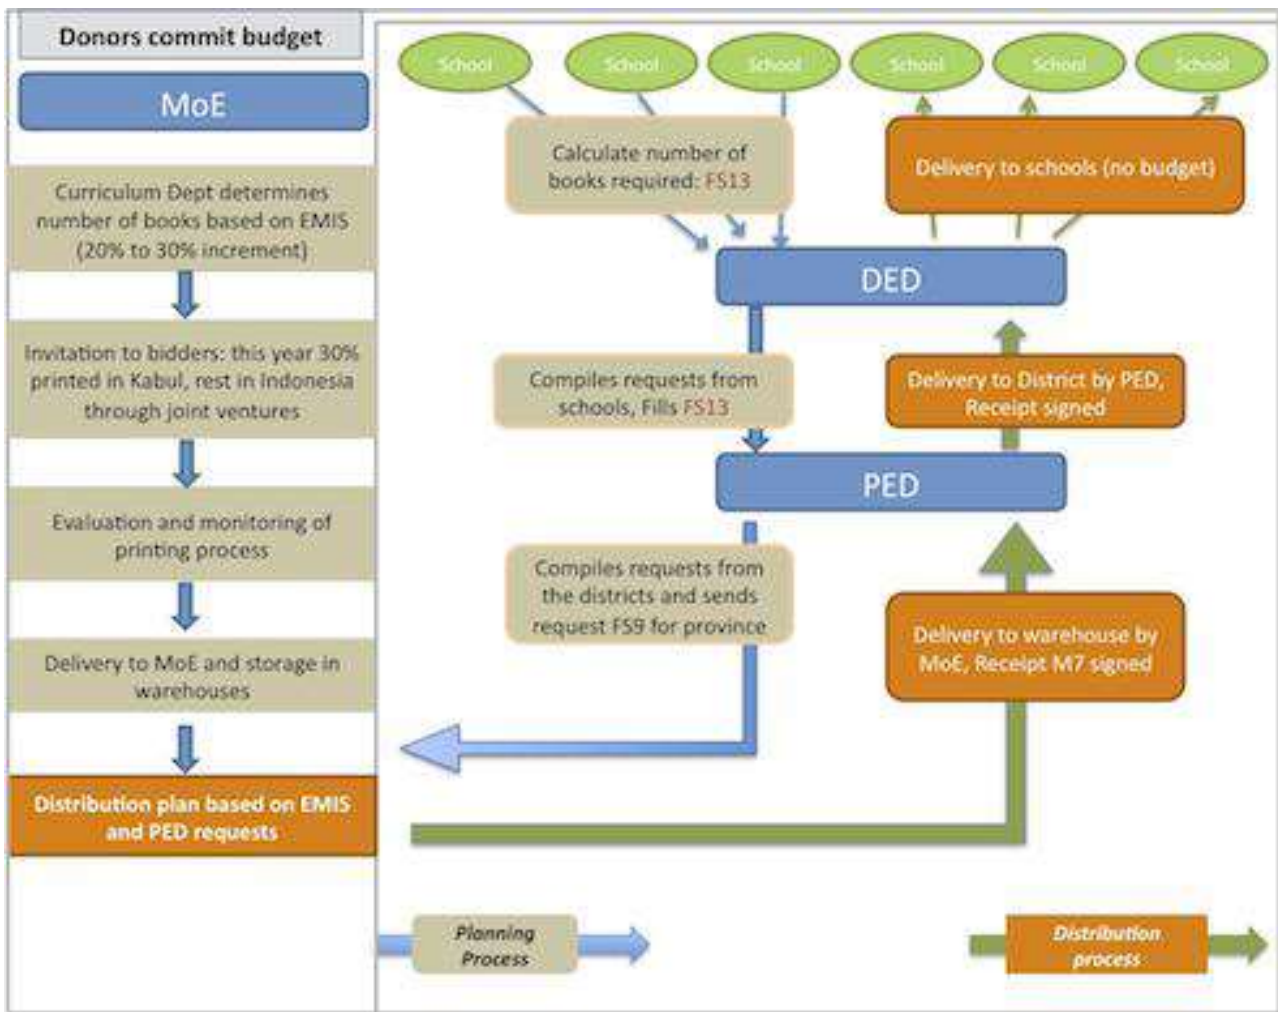 Donors commit budget
MoE
Curriculum Dept determines
number of books based on EMIS
(20% to 30% increment)
Invitation to bidders: this year 30%
printed in Kabul, rest in Indonesia
through joint ventures
Evaluation and monitoring of
printing process
Delivery to MoE and storage in
warehouses
Distribution plan based on EMIS
and PED requests
School
School
School
School
School
School
Calculate number of
books required: FS13
Delivery to schools (no budget)
DED
Compiles requests from
schools, Fills FS13
Delivery to District by PED,
Receipt signed
PED
Compiles requests from
the districts and sends
request FS9 for province
Delivery to warehouse by
MoE, Receipt M7 signed
Planning
Process
Distribution
process